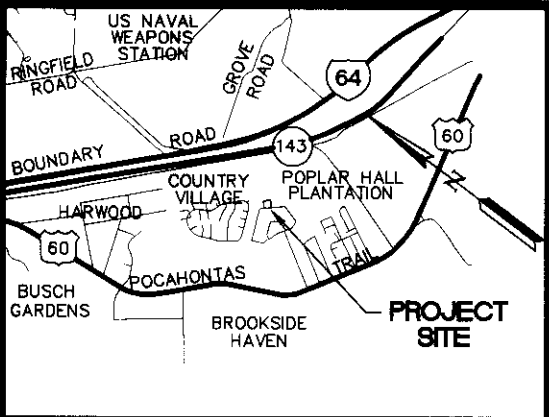 US NAVAL
WEAPONS
STATION
RINGFIELD
ROAD
GROVE
ROAD
64
60
143
BOUNDARY ROAD
COUNTRY
VILLAGE
POPLAR HALL
PLANTATION
N
HARWOOD
60
POCAHONTAS TRAIL
BUSCH
GARDENS
BROOKSIDE
HAVEN
PROJECT
SITE